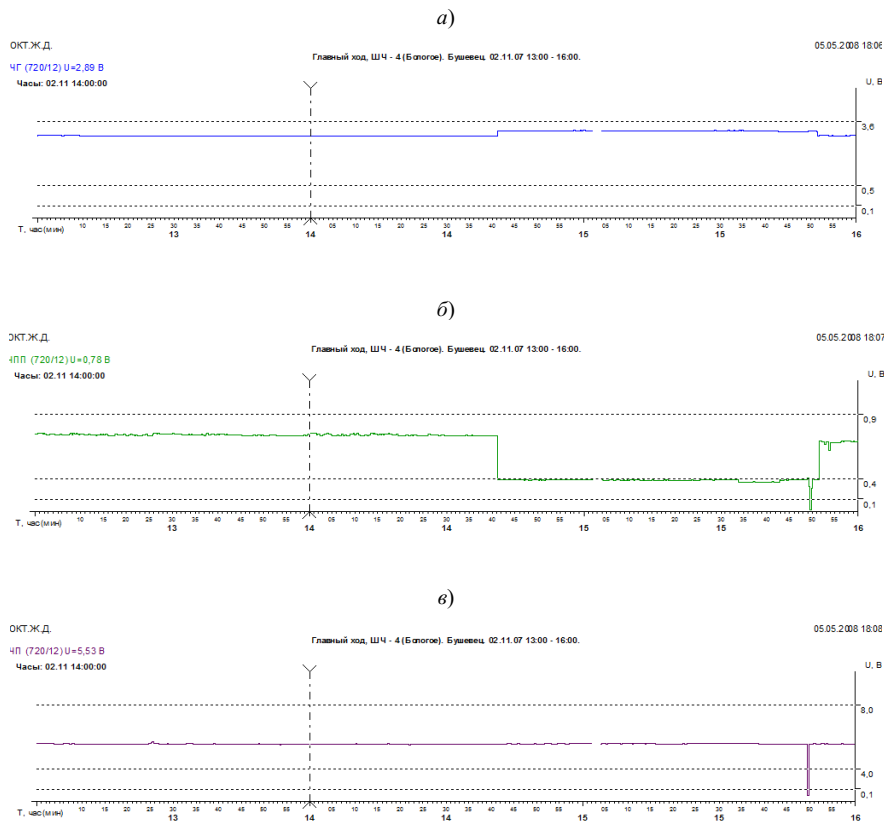 а)
ОКТ.Ж.Д.
05.05.2008 18:06
Главный ход, ШЧ - 4 (Бологое). Бушевец. 02.11.07 13:00 - 16:00.
ЧГ (720/12) U=2,89 В
Часы: 02.11 14:00:00
U, В
3,6
0,5
0,1
10 15 20 25 30 35 40 45 50 55 05 10 15 20 25 30 35 40 45 50 55 05 10 15 20 25 30 35 40 45 50 55
Т, час(мин)
13 14 14 15 15 16
б)
ОКТ.Ж.Д.
05.05.2008 18:07
Главный ход, ШЧ - 4 (Бологое). Бушевец. 02.11.07 13:00 - 16:00.
ЧПП (720/12) U=0,78 В
Часы: 02.11 14:00:00
U, В
0,9
0,4
0,1
10 15 20 25 30 35 40 45 50 55 05 10 15 20 25 30 35 40 45 50 55 05 10 15 20 25 30 35 40 45 50 55
Т, час(мин)
13 14 14 15 15 16
в)
ОКТ.Ж.Д.
05.05.2008 18:08
Главный ход, ШЧ - 4 (Бологое). Бушевец. 02.11.07 13:00 - 16:00.
ЧП (720/12) U=5,53 В
Часы: 02.11 14:00:00
U, В
8,0
4,0
0,1
10 15 20 25 30 35 40 45 50 55 05 10 15 20 25 30 35 40 45 50 55 05 10 15 20 25 30 35 40 45 50 55
Т, час(мин)
13 14 14 15 15 16